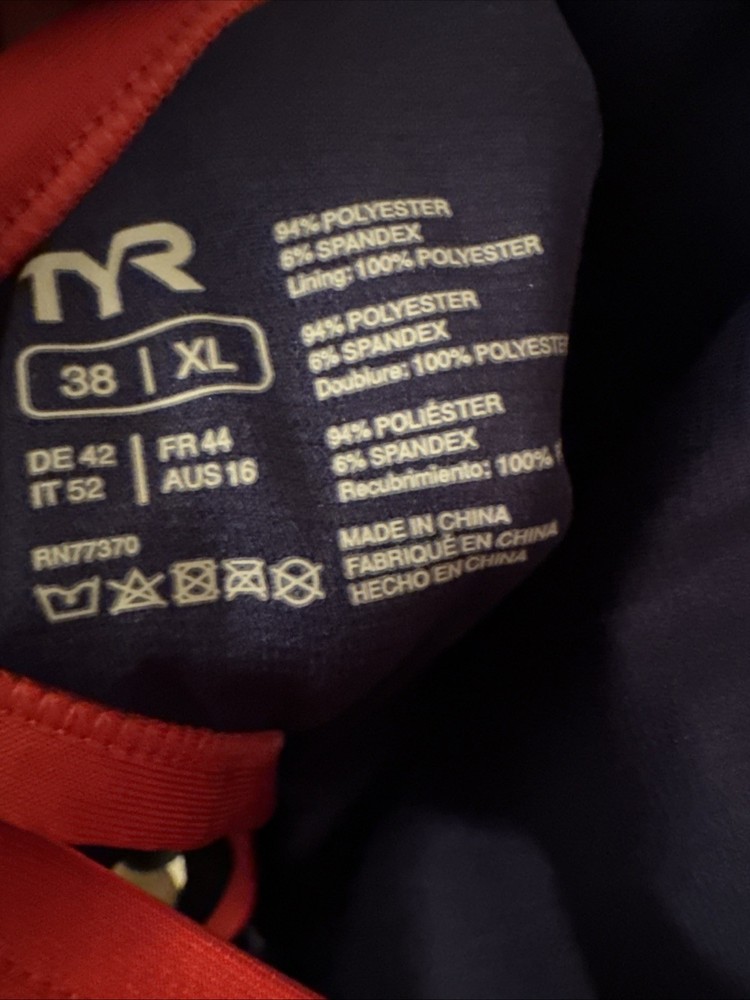 TYR
38 | XL
DE 42 | FR 44
IT 52 | AUS 16
RN77370
94% POLYESTER
6% SPANDEX
Lining: 100% POLYESTER
94% POLYESTER
6% SPANDEX
Doublure: 100% POLYESTE
94% POLIÉSTER
6% SPANDEX
Recubrimiento: 100%
MADE IN CHINA
FABRIQUÉ EN CHINA
HECHO EN CHINA